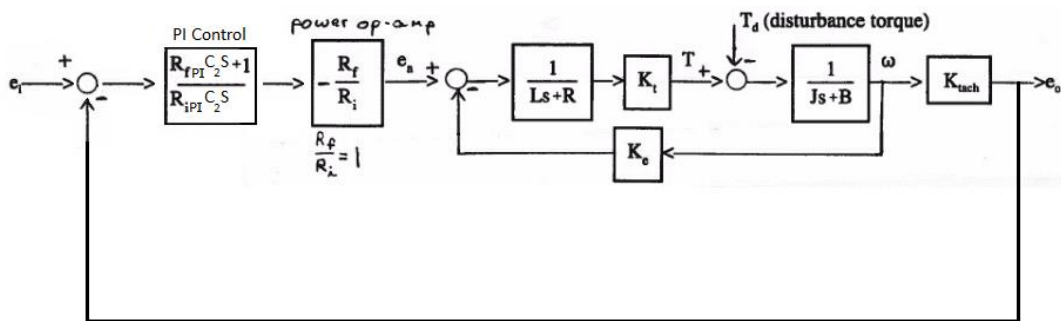 power op-amp
T_d (disturbance torque)
PI Control
e_i + - R_fPI C_2 S+1 / R_iPI C_2 S
- R_f / R_i
e_a + - 1 / Ls+R
K_t
T + - 1 / Js+B
ω
K_tach
e_o
R_f / R_i = 1
K_e